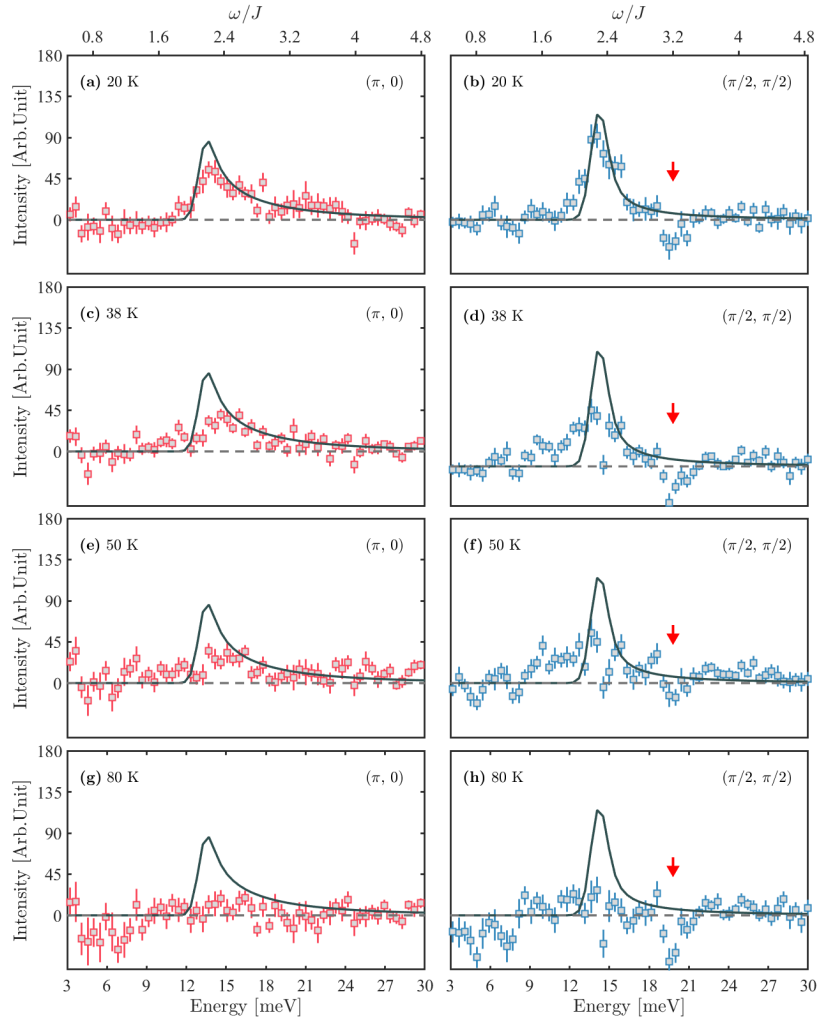 ω/J ω/J
0.8 1.6 2.4 3.2 4 4.8 0.8 1.6 2.4 3.2 4 4.8
180
135
90
45
0
Intensity [Arb.Unit]
(a) 20 K (π, 0)
(b) 20 K (π/2, π/2)
180
135
90
45
0
Intensity [Arb.Unit]
(c) 38 K (π, 0)
(d) 38 K (π/2, π/2)
180
135
90
45
0
Intensity [Arb.Unit]
(e) 50 K (π, 0)
(f) 50 K (π/2, π/2)
180
135
90
45
0
Intensity [Arb.Unit]
(g) 80 K (π, 0)
(h) 80 K (π/2, π/2)
3 6 9 12 15 18 21 24 27 30 3 6 9 12 15 18 21 24 27 30
Energy [meV] Energy [meV]